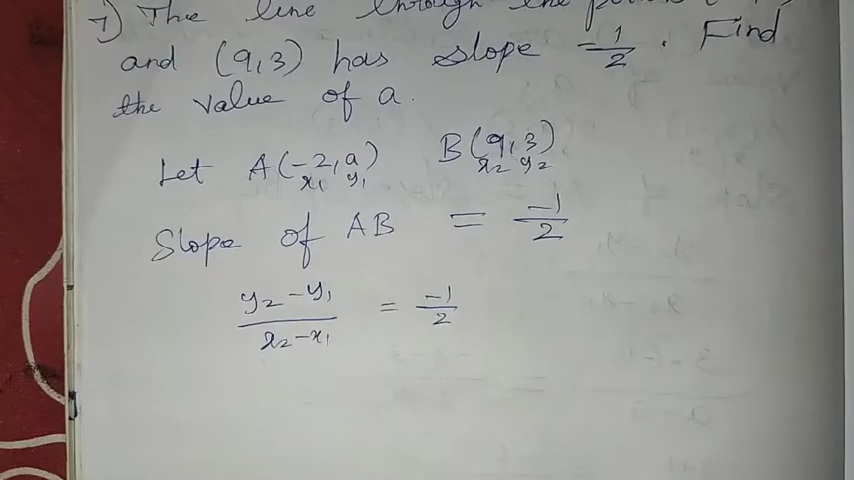 7) The line through the
and (9,3) has slope -1/2. Find
the value of a.
Let A(-2, a) B(9,3)
x₁ y₁ x₂ y₂
Slope of AB = -1/2
y₂-y₁/x₂-x₁ = -1/2